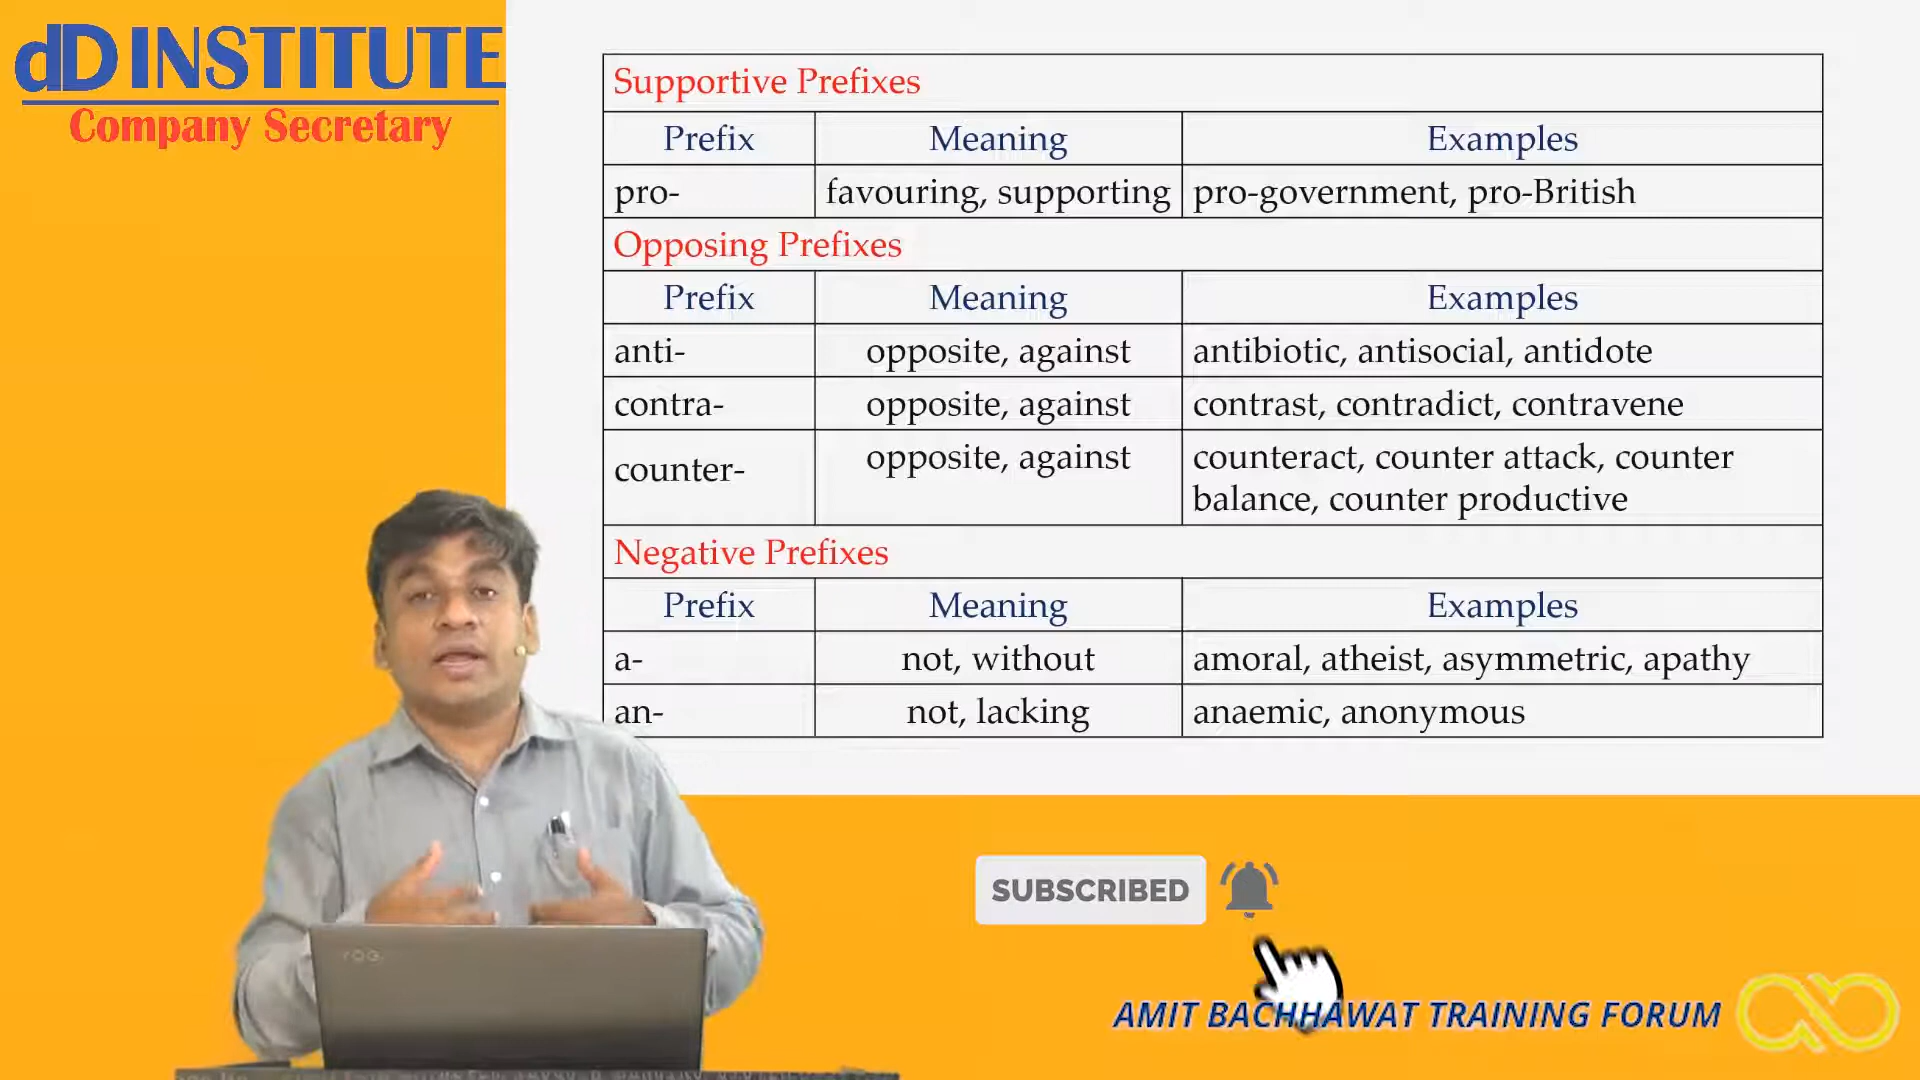 dD INSTITUTE
Company Secretary
Supportive Prefixes
Prefix Meaning Examples
pro- favouring, supporting pro-government, pro-British
Opposing Prefixes
Prefix Meaning Examples
anti- opposite, against antibiotic, antisocial, antidote
contra- opposite, against contrast, contradict, contravene
counter- opposite, against counteract, counter attack, counter
balance, counter productive
Negative Prefixes
Prefix Meaning Examples
a- not, without amoral, atheist, asymmetric, apathy
an- not, lacking anaemic, anonymous
SUBSCRIBED
AMIT BACHHAWAT TRAINING FORUM